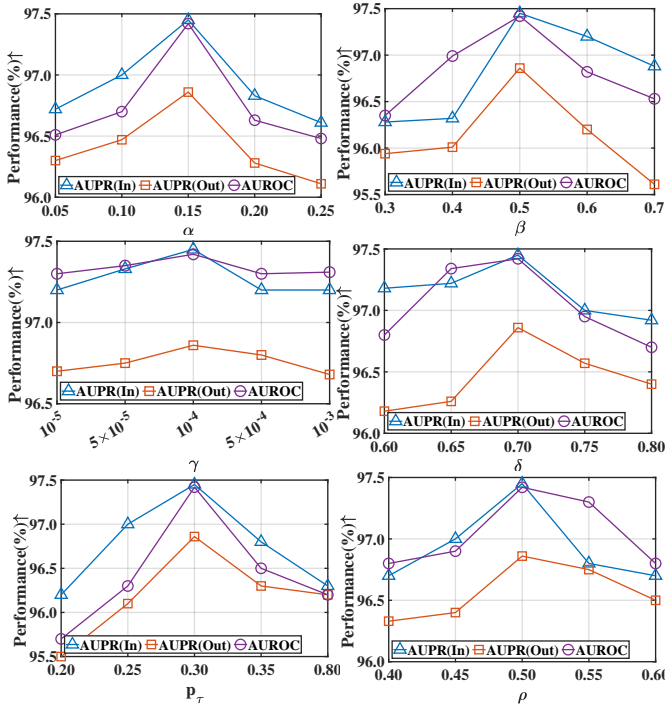 Performance(%)↑
97.5
97.0
96.5
96.0
AUPR(In) AUPR(Out) AUROC
0.05 0.10 0.15 0.20 0.25
α
Performance(%)↑
97.5
97.0
96.5
96.0
95.5
AUPR(In) AUPR(Out) AUROC
0.3 0.4 0.5 0.6 0.7
β
Performance(%)↑
97.5
97.0
96.5
AUPR(In) AUPR(Out) AUROC
10-5 5×10-5 10-4 5×10-4 10-3
γ
Performance(%)↑
97.5
97.0
96.5
96.0
AUPR(In) AUPR(Out) AUROC
0.60 0.65 0.70 0.75 0.80
δ
Performance(%)↑
97.5
97.0
96.5
96.0
95.5
AUPR(In) AUPR(Out) AUROC
0.20 0.25 0.30 0.35 0.80
pτ
Performance(%)↑
97.5
97.0
96.5
96.0
AUPR(In) AUPR(Out) AUROC
0.40 0.45 0.50 0.55 0.60
ρ